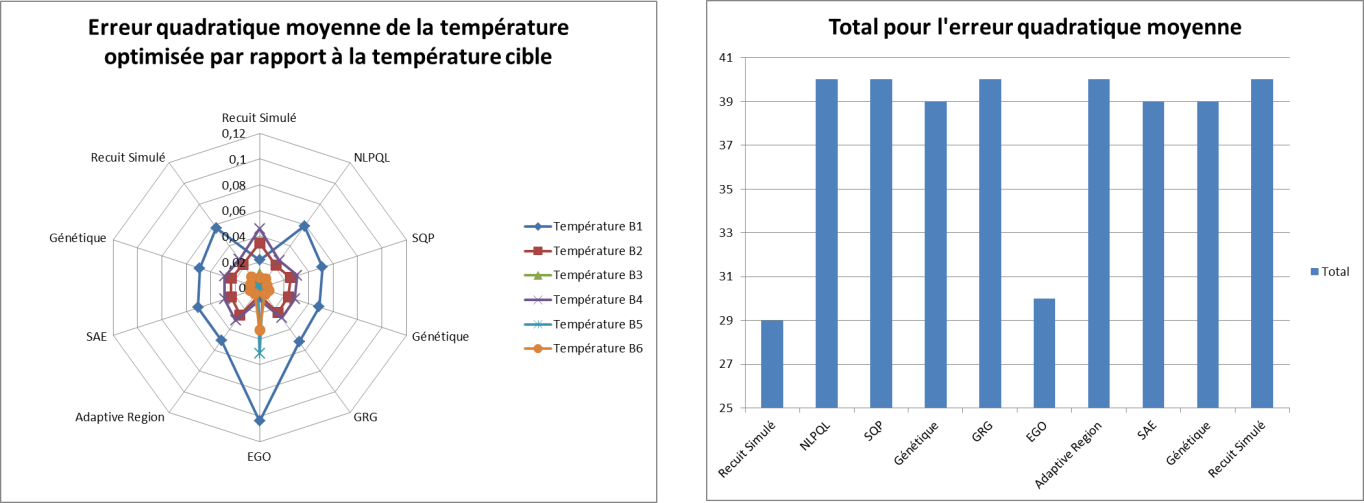 Erreur quadratique moyenne de la température
optimisée par rapport à la température cible
Recuit Simulé
0,12
0,1
0,08
0,06
0,04
0,02
0
NLPQL
SQP
Génétique
GRG
EGO
Adaptive Region
SAE
Génétique
Recuit Simulé
Température B1
Température B2
Température B3
Température B4
Température B5
Température B6
Total pour l'erreur quadratique moyenne
41
39
37
35
33
31
29
27
25
Recuit Simulé
NLPQL
SQP
Génétique
GRG
EGO
Adaptive Region
SAE
Génétique
Recuit Simulé
Total